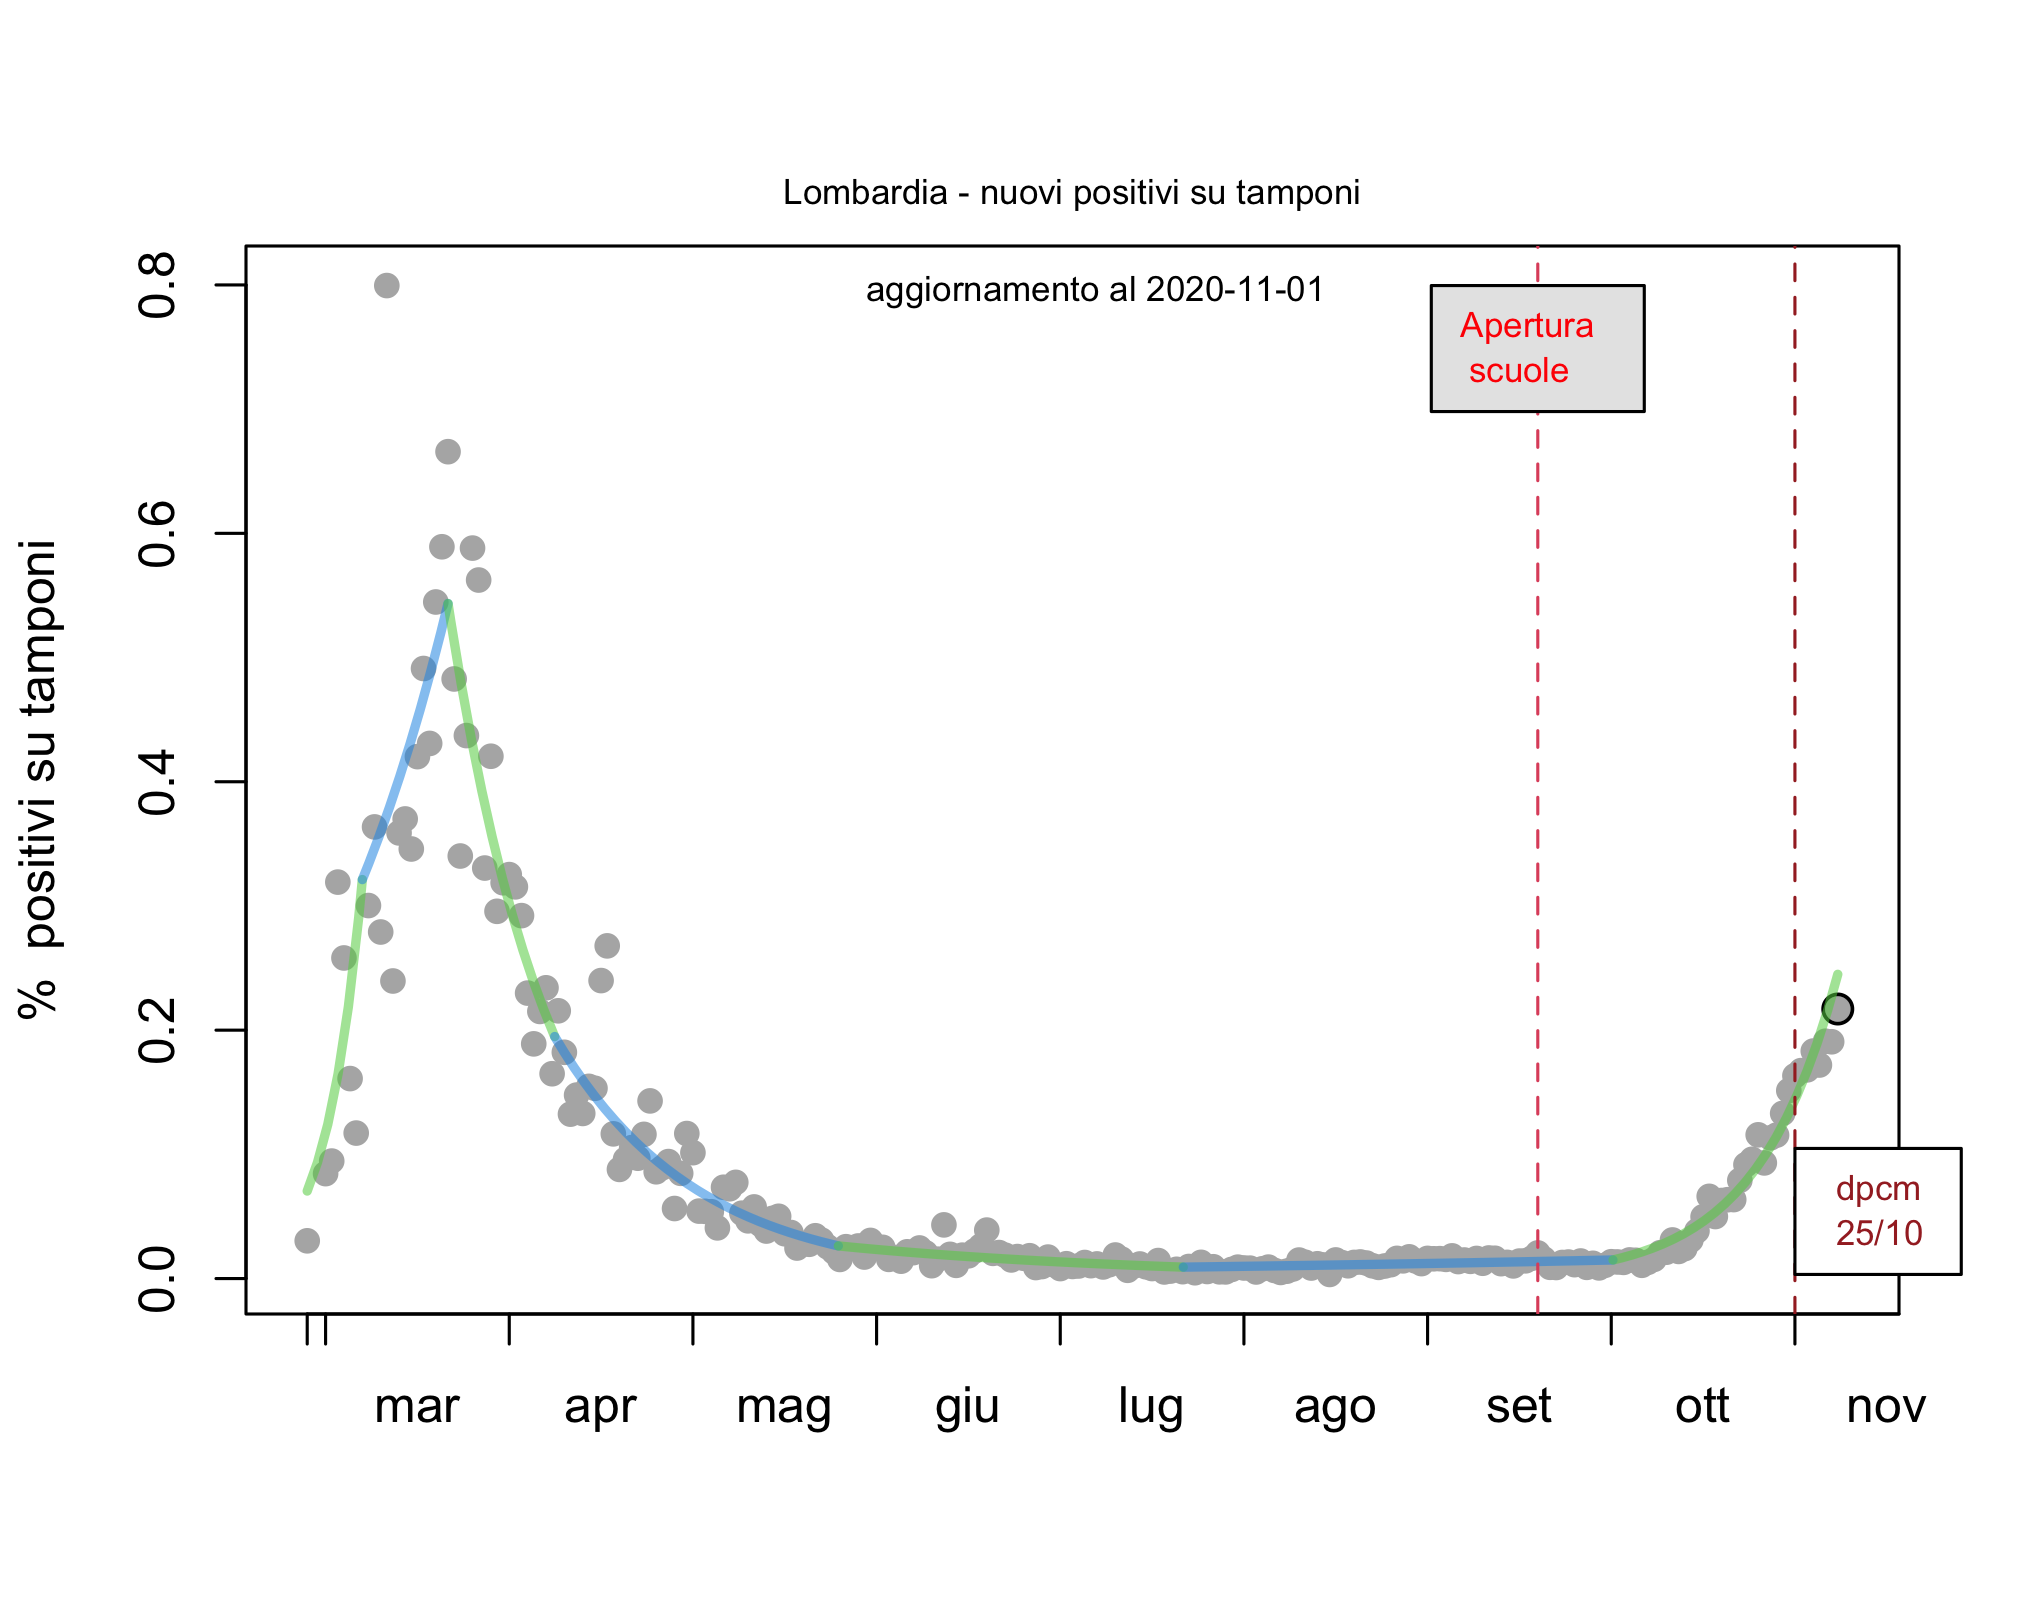 Lombardia - nuovi positivi su tamponi
aggiornamento al 2020-11-01
Apertura
scuole
dpcm
25/10
% positivi su tamponi
0.8
0.6
0.4
0.2
0.0
mar apr mag giu lug ago set ott nov